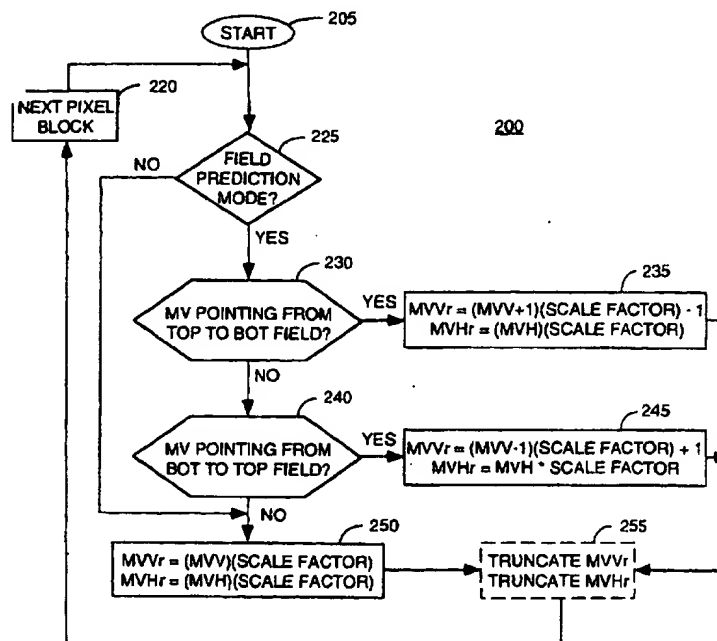 205
START
220
NEXT PIXEL
BLOCK
200
225
FIELD
PREDICTION
MODE?
NO
YES
230
MV POINTING FROM
TOP TO BOT FIELD?
YES
235
MVVr = (MVV+1)(SCALE FACTOR) - 1
MVHr = (MVH)(SCALE FACTOR)
NO
240
MV POINTING FROM
BOT TO TOP FIELD?
YES
245
MVVr = (MVV-1)(SCALE FACTOR) + 1
MVHr = MVH * SCALE FACTOR
NO
250
MVVr = (MVV)(SCALE FACTOR)
MVHr = (MVH)(SCALE FACTOR)
255
TRUNCATE MVVr
TRUNCATE MVHr